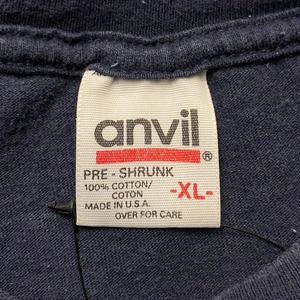 anvil
®
PRE - SHRUNK
100% COTTON/
COTON
-XL-
MADE IN U.S.A.
OVER FOR CARE